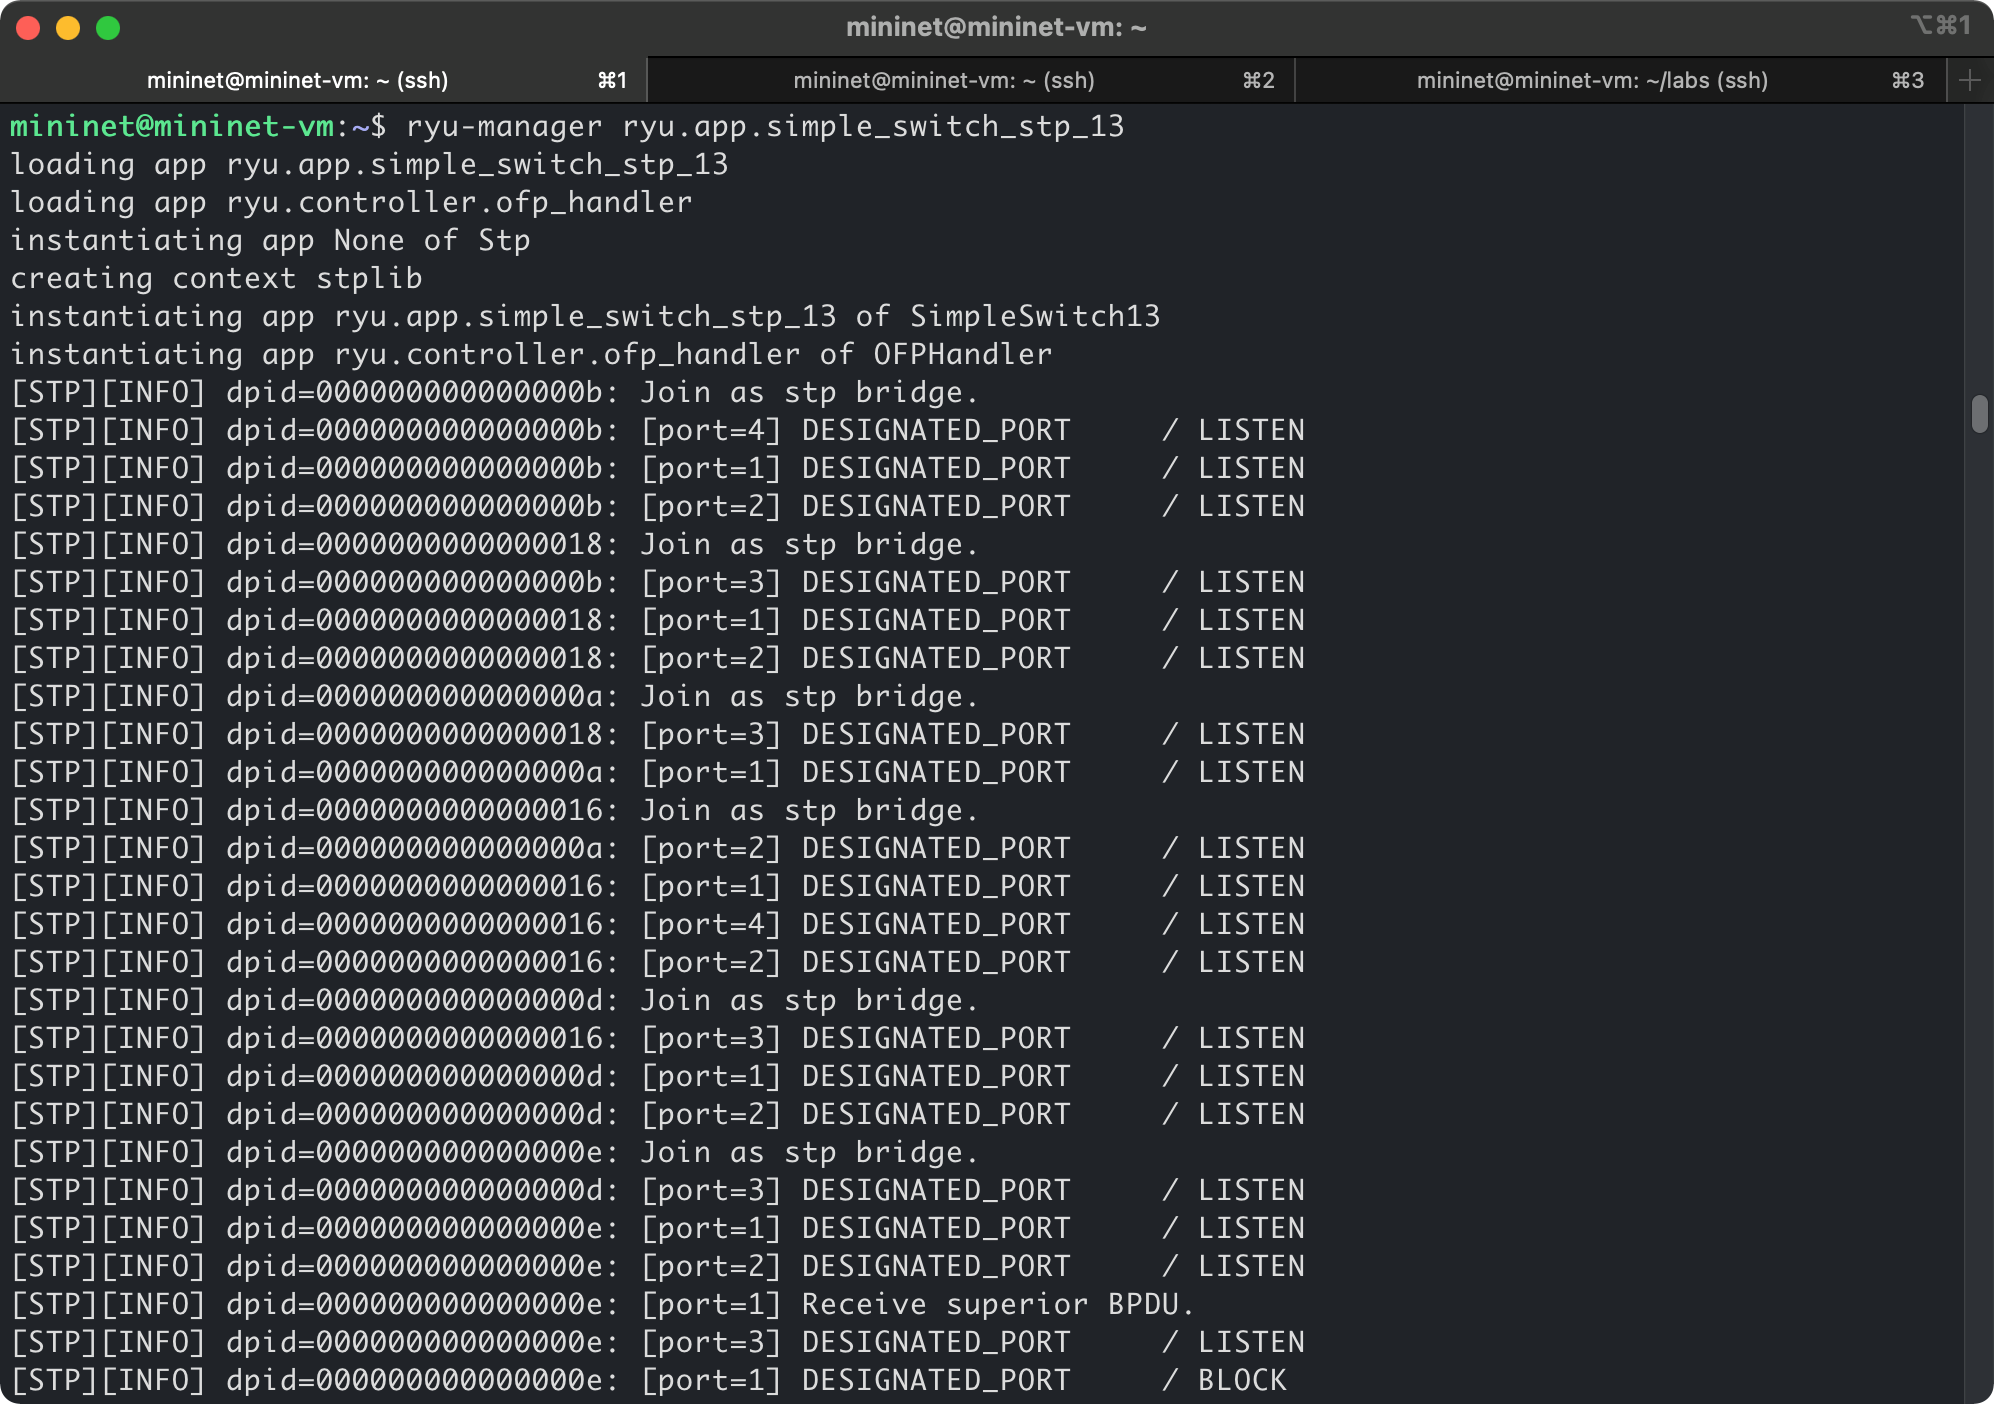 mininet@mininet-vm: ~
⌥⌘1
mininet@mininet-vm: ~ (ssh) ⌘1 mininet@mininet-vm: ~ (ssh) ⌘2 mininet@mininet-vm: ~/labs (ssh) ⌘3
mininet@mininet-vm:~$ ryu-manager ryu.app.simple_switch_stp_13
loading app ryu.app.simple_switch_stp_13
loading app ryu.controller.ofp_handler
instantiating app None of Stp
creating context stplib
instantiating app ryu.app.simple_switch_stp_13 of SimpleSwitch13
instantiating app ryu.controller.ofp_handler of OFPHandler
[STP][INFO] dpid=000000000000000b: Join as stp bridge.
[STP][INFO] dpid=000000000000000b: [port=4] DESIGNATED_PORT     / LISTEN
[STP][INFO] dpid=000000000000000b: [port=1] DESIGNATED_PORT     / LISTEN
[STP][INFO] dpid=000000000000000b: [port=2] DESIGNATED_PORT     / LISTEN
[STP][INFO] dpid=0000000000000018: Join as stp bridge.
[STP][INFO] dpid=000000000000000b: [port=3] DESIGNATED_PORT     / LISTEN
[STP][INFO] dpid=0000000000000018: [port=1] DESIGNATED_PORT     / LISTEN
[STP][INFO] dpid=0000000000000018: [port=2] DESIGNATED_PORT     / LISTEN
[STP][INFO] dpid=000000000000000a: Join as stp bridge.
[STP][INFO] dpid=0000000000000018: [port=3] DESIGNATED_PORT     / LISTEN
[STP][INFO] dpid=000000000000000a: [port=1] DESIGNATED_PORT     / LISTEN
[STP][INFO] dpid=0000000000000016: Join as stp bridge.
[STP][INFO] dpid=000000000000000a: [port=2] DESIGNATED_PORT     / LISTEN
[STP][INFO] dpid=0000000000000016: [port=1] DESIGNATED_PORT     / LISTEN
[STP][INFO] dpid=0000000000000016: [port=4] DESIGNATED_PORT     / LISTEN
[STP][INFO] dpid=0000000000000016: [port=2] DESIGNATED_PORT     / LISTEN
[STP][INFO] dpid=000000000000000d: Join as stp bridge.
[STP][INFO] dpid=0000000000000016: [port=3] DESIGNATED_PORT     / LISTEN
[STP][INFO] dpid=000000000000000d: [port=1] DESIGNATED_PORT     / LISTEN
[STP][INFO] dpid=000000000000000d: [port=2] DESIGNATED_PORT     / LISTEN
[STP][INFO] dpid=000000000000000e: Join as stp bridge.
[STP][INFO] dpid=000000000000000d: [port=3] DESIGNATED_PORT     / LISTEN
[STP][INFO] dpid=000000000000000e: [port=1] DESIGNATED_PORT     / LISTEN
[STP][INFO] dpid=000000000000000e: [port=2] DESIGNATED_PORT     / LISTEN
[STP][INFO] dpid=000000000000000e: [port=1] Receive superior BPDU.
[STP][INFO] dpid=000000000000000e: [port=3] DESIGNATED_PORT     / LISTEN
[STP][INFO] dpid=000000000000000e: [port=1] DESIGNATED_PORT     / BLOCK